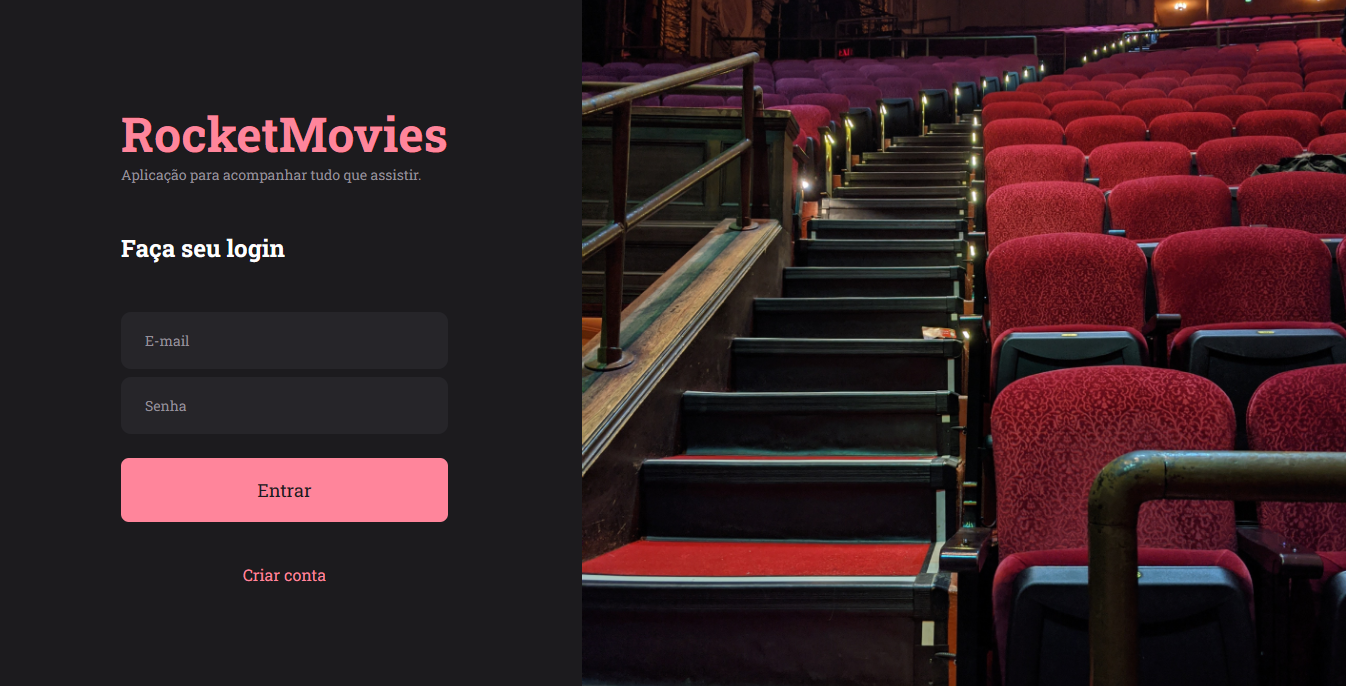 RocketMovies
Aplicação para acompanhar tudo que assistir.
Faça seu login
E-mail
Senha
Entrar
Criar conta